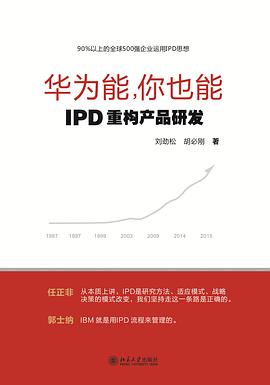 90%以上的全球500强企业运用IPD思想
华为能,你也能
IPD 重构产品研发
刘劲松 胡必刚 著
1987 1997 1999 2003 2009 2014 2015
任正非
从本质上讲,IPD是研究方法、适应模式、战略
决策的模式改变,我们坚持走这一条路是正确的。
郭士纳
IBM 就是用IPD 流程来管理的。
北京大学出版社